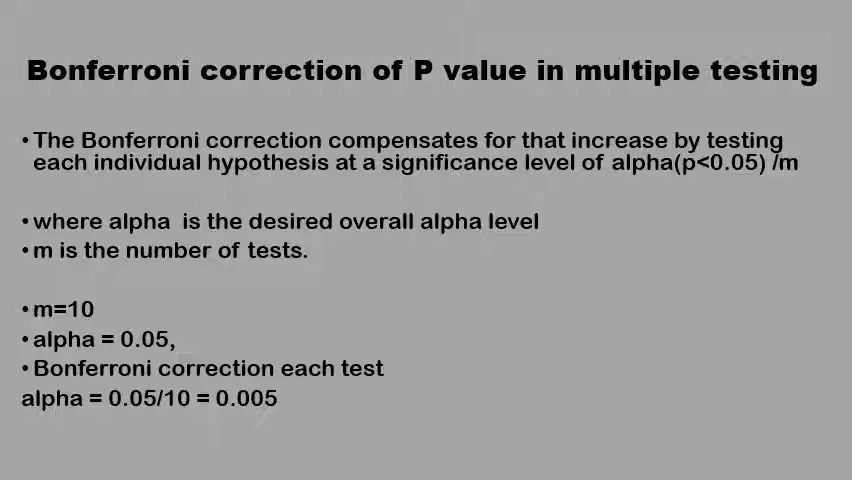 Bonferroni correction of P value in multiple testing
• The Bonferroni correction compensates for that increase by testing
each individual hypothesis at a significance level of alpha(p<0.05) /m
• where alpha  is the desired overall alpha level
• m is the number of tests.
• m=10
• alpha = 0.05,
• Bonferroni correction each test
alpha = 0.05/10 = 0.005